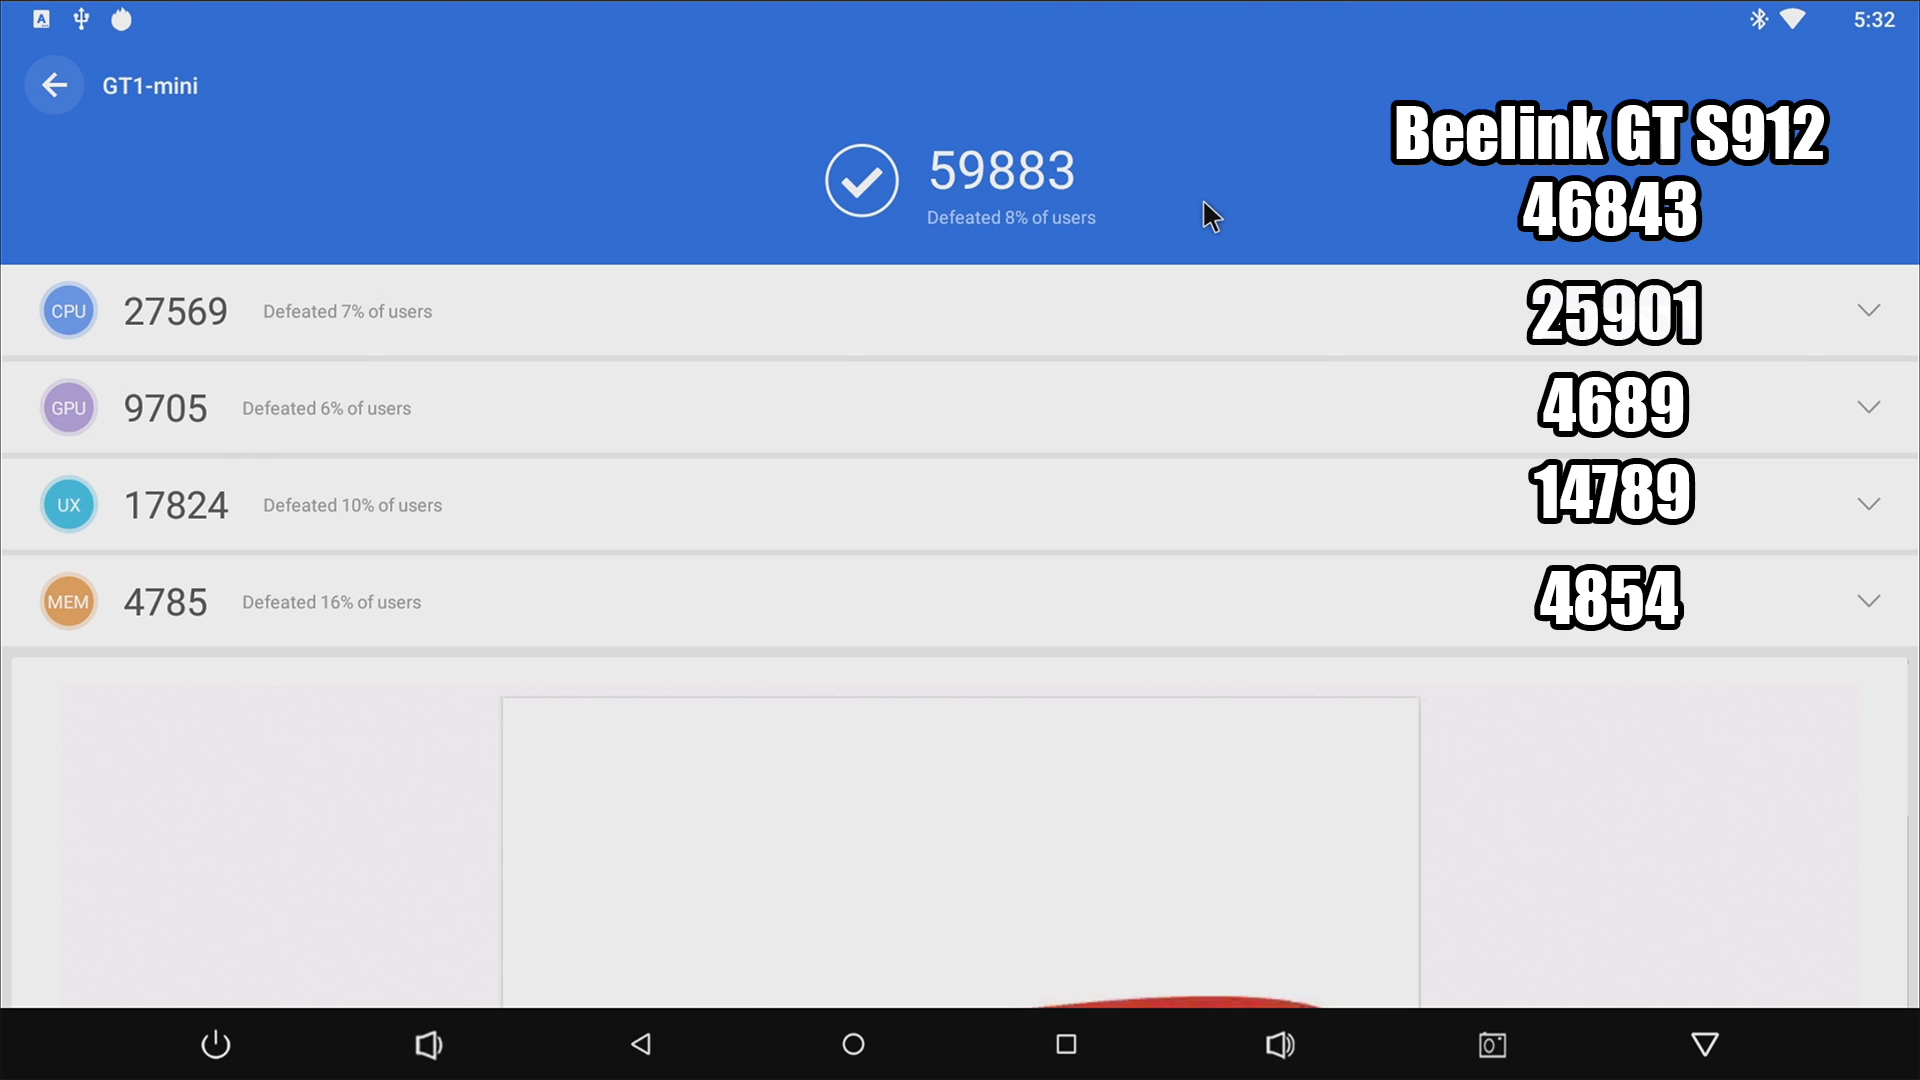 5:32
GT1-mini
Beelink GT S912
59883
46843
Defeated 8% of users
CPU 27569 Defeated 7% of users 25901
GPU 9705 Defeated 6% of users 4689
UX 17824 Defeated 10% of users 14789
MEM 4785 Defeated 16% of users 4854